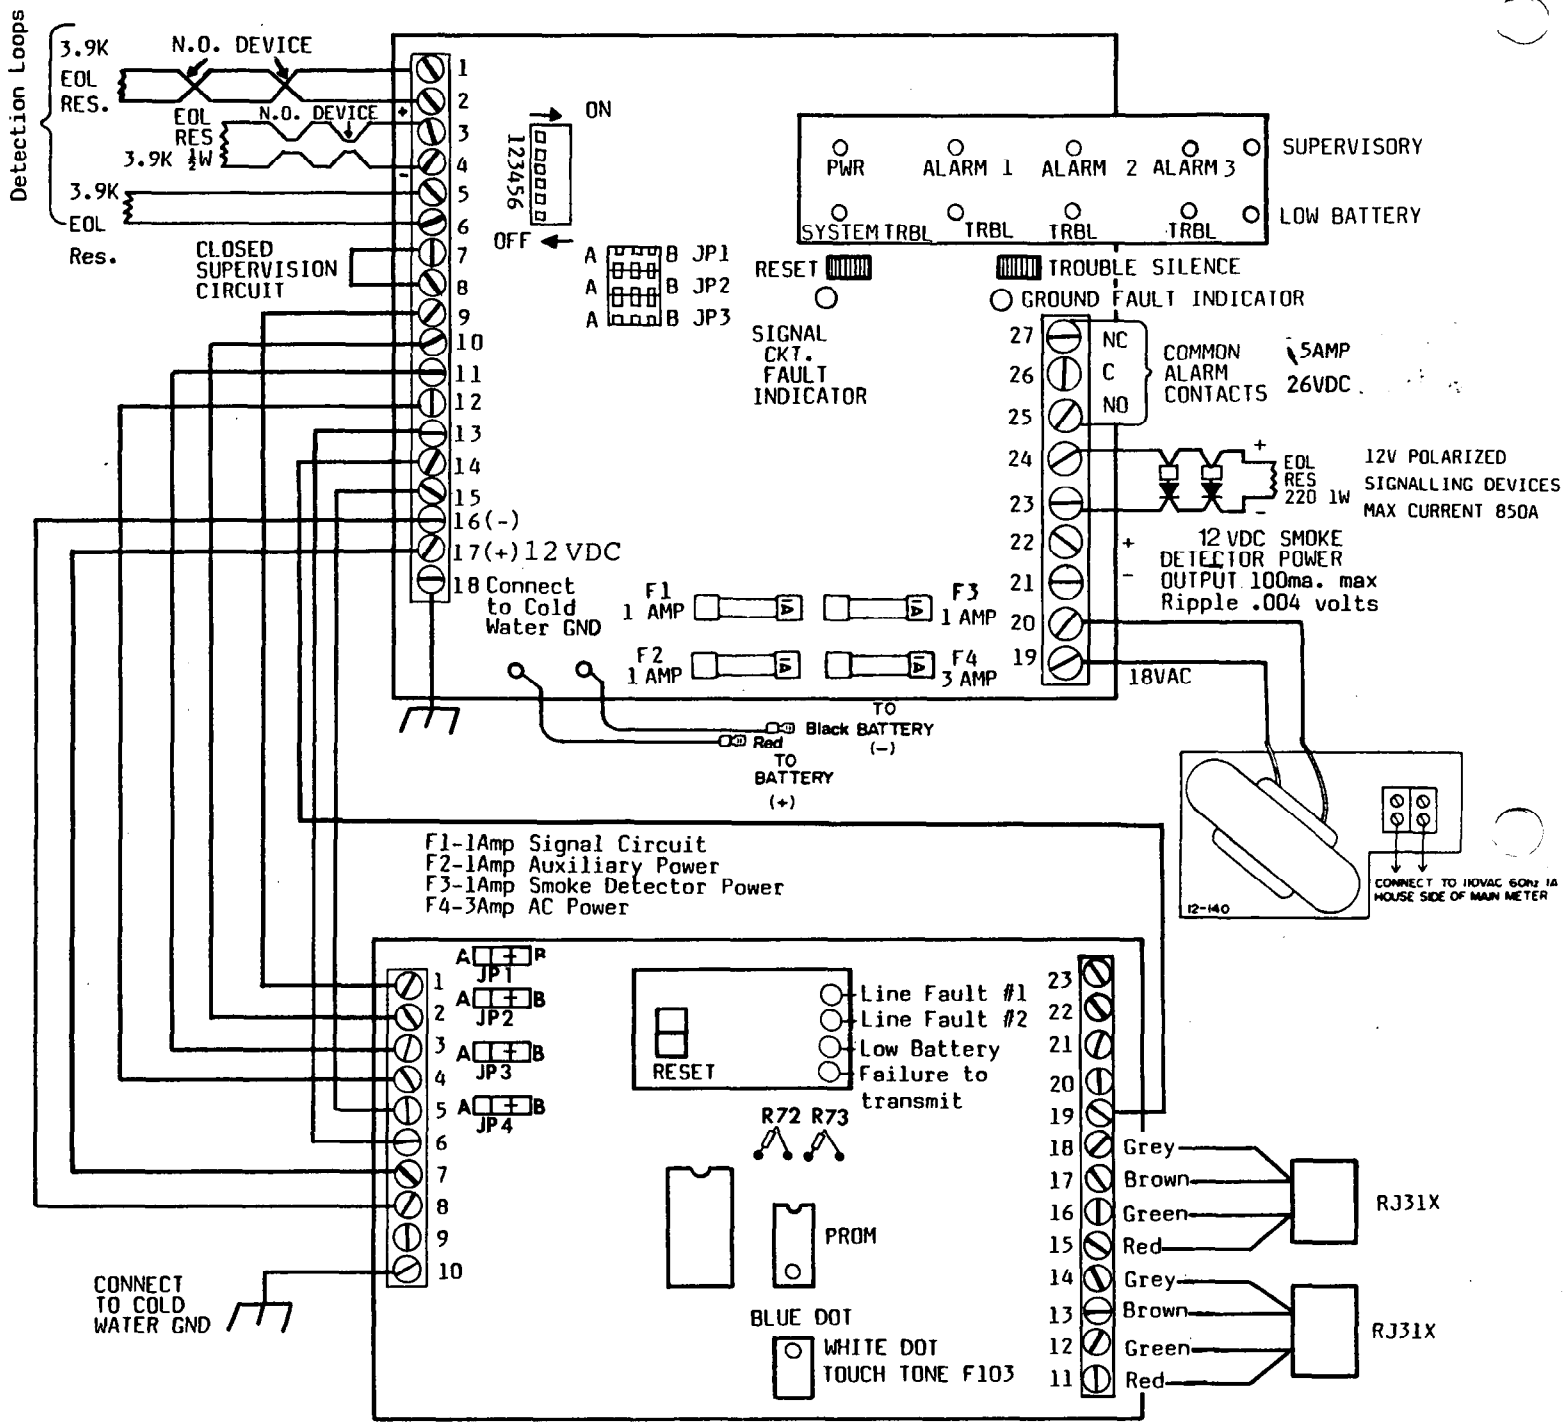 Detection Loops
3.9K
EOL
RES.
N.O. DEVICE
EOL
RES
3.9K ½W
N.O. DEVICE
+
-
3.9K
EOL
Res.
CLOSED
SUPERVISION
CIRCUIT
1
2
3
4
5
6
7
8
9
10
11
12
13
14
15
16(-)
17(+) 12 VDC
18 Connect
to Cold
Water GND
ON
123456
OFF
A B JP1
A B JP2
A B JP3
PWR
ALARM 1
ALARM 2
ALARM 3
SUPERVISORY
SYSTEM TRBL
TRBL
TRBL
TRBL
LOW BATTERY
RESET
TROUBLE SILENCE
GROUND FAULT INDICATOR
SIGNAL
CKT.
FAULT
INDICATOR
27
26
25
24
23
22
21
20
19
NC
C
NO
COMMON
ALARM
CONTACTS
5AMP
26VDC
+
EOL
RES
220 1W
-
12V POLARIZED
SIGNALLING DEVICES
MAX CURRENT 850A
+
-
12 VDC SMOKE
DETECTOR POWER
OUTPUT 100ma. max
Ripple .004 volts
18VAC
F1
1 AMP
F3
1 AMP
F2
1 AMP
F4
3 AMP
TO
Black BATTERY
(-)
Red
TO
BATTERY
(+)
12-140
CONNECT TO 110VAC 60hz 1A
HOUSE SIDE OF MAIN METER
F1-1Amp Signal Circuit
F2-1Amp Auxiliary Power
F3-1Amp Smoke Detector Power
F4-3Amp AC Power
1
2
3
4
5
6
7
8
9
10
A B
JP1
A B
JP2
A B
JP3
A B
JP4
RESET
Line Fault #1
Line Fault #2
Low Battery
Failure to
transmit
R72 R73
PROM
BLUE DOT
WHITE DOT
TOUCH TONE F103
23
22
21
20
19
18 Grey
17 Brown
16 Green
15 Red
14 Grey
13 Brown
12 Green
11 Red
RJ31X
RJ31X
CONNECT
TO COLD
WATER GND